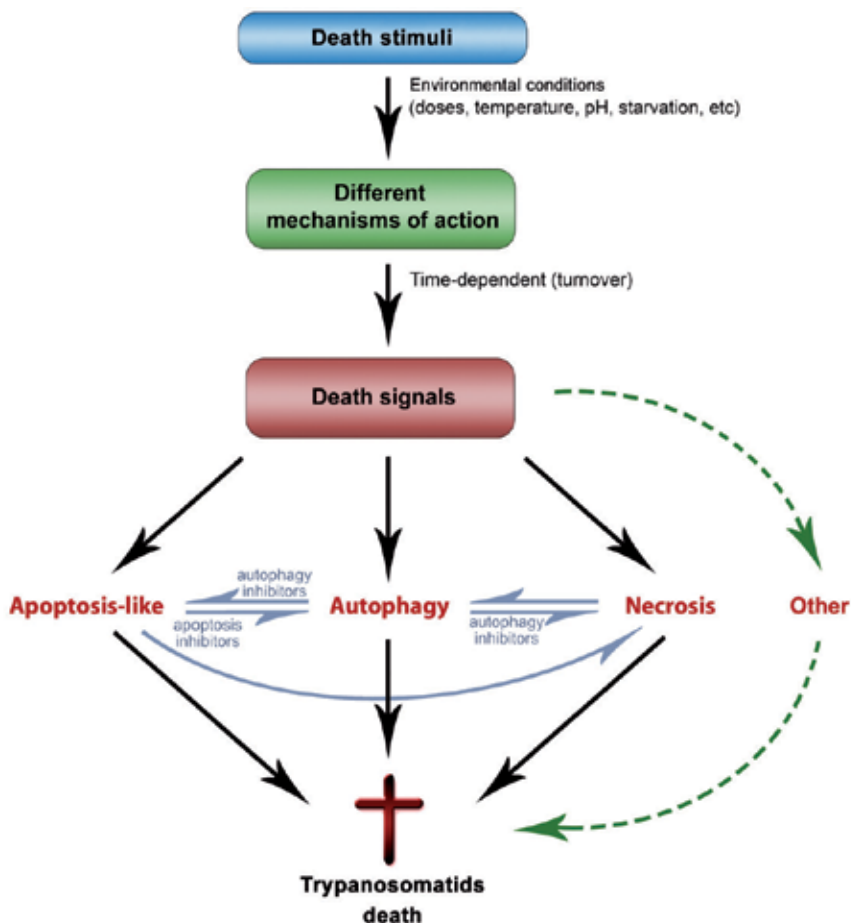 Death stimuli
Environmental conditions
(doses, temperature, pH, starvation, etc)
Different
mechanisms of action
Time-dependent (turnover)
Death signals
autophagy
inhibitors
Apoptosis-like
Autophagy
Necrosis
Other
apoptosis
inhibitors
autophagy
inhibitors
Trypanosomatids
death